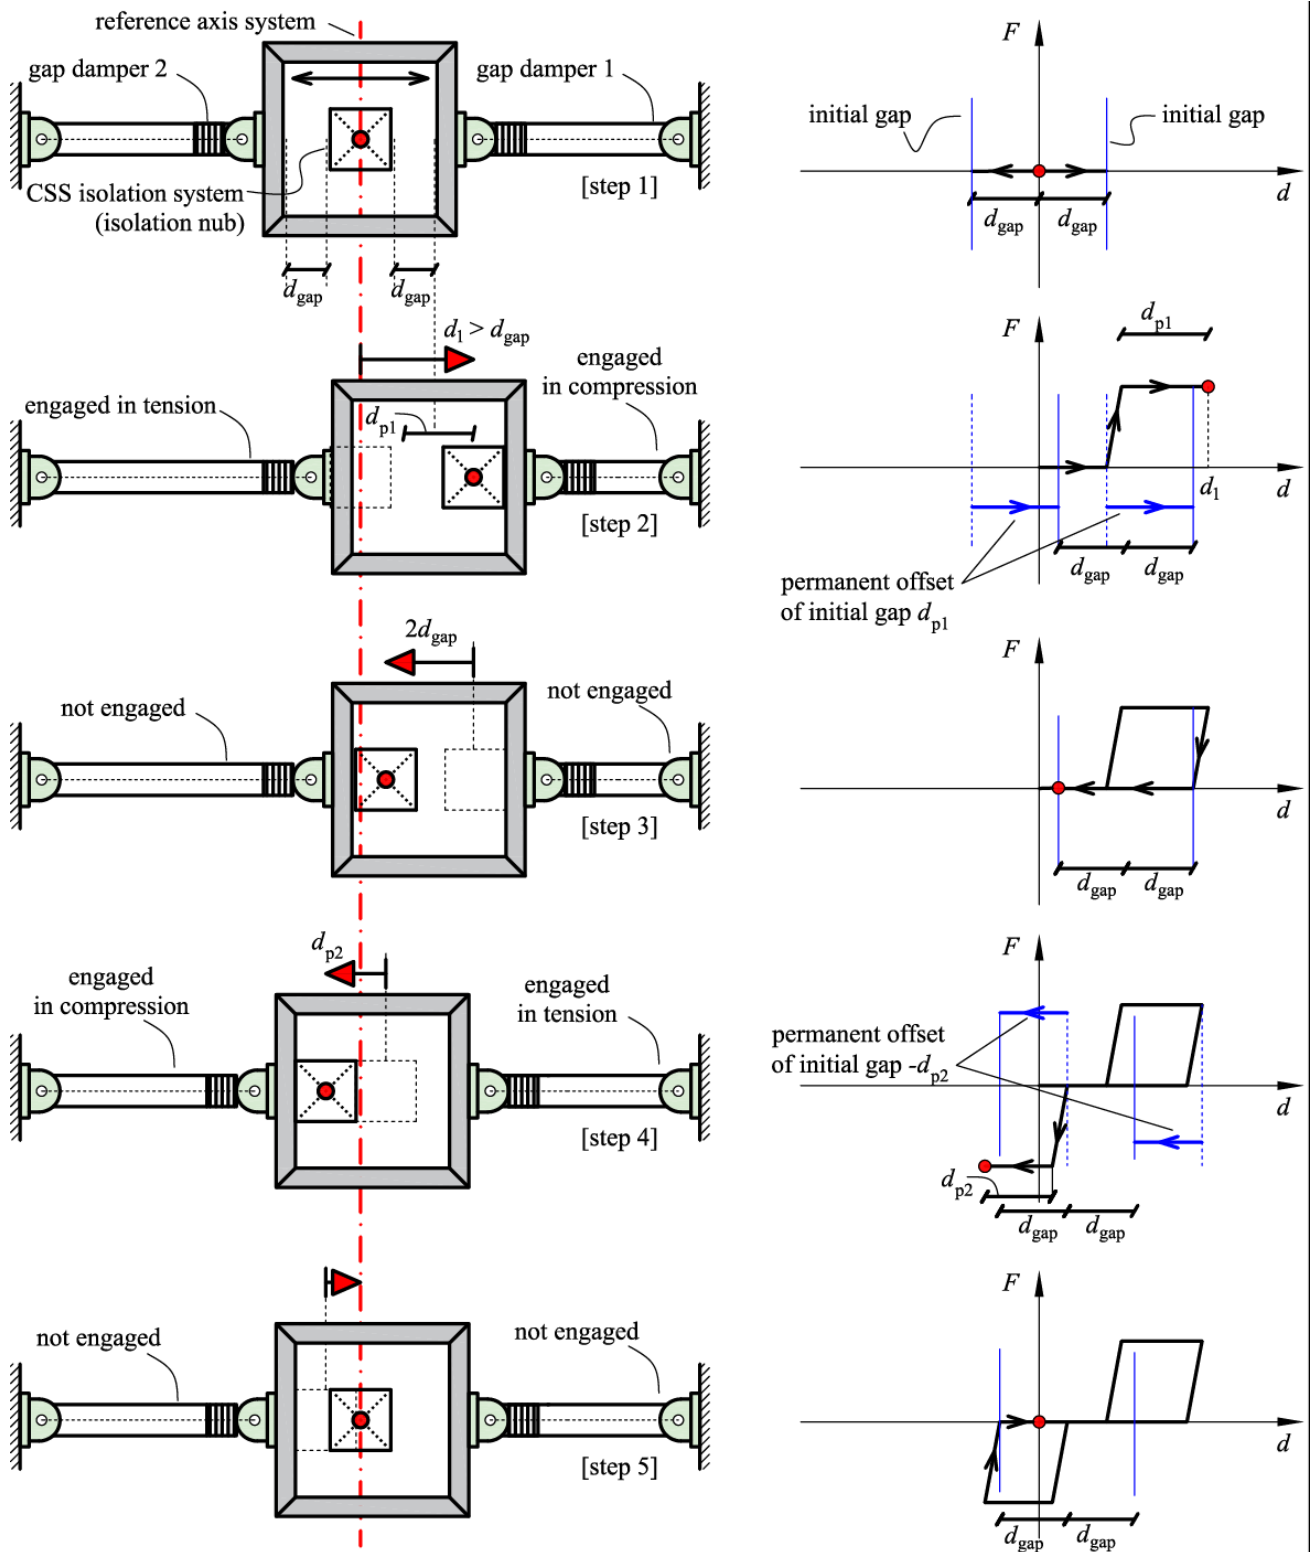 reference axis system
gap damper 2
gap damper 1
CSS isolation system
(isolation nub)
[step 1]
d_gap
d_gap
F
initial gap
initial gap
d
d_gap
d_gap
d_1 > d_gap
engaged
in compression
engaged in tension
d_p1
[step 2]
F
d_p1
d_1
d
d_gap
d_gap
permanent offset
of initial gap d_p1
2d_gap
not engaged
not engaged
[step 3]
F
d
d_gap
d_gap
d_p2
engaged
in compression
engaged
in tension
[step 4]
F
permanent offset
of initial gap -d_p2
d
d_p2
d_gap
d_gap
not engaged
not engaged
[step 5]
F
d
d_gap
d_gap